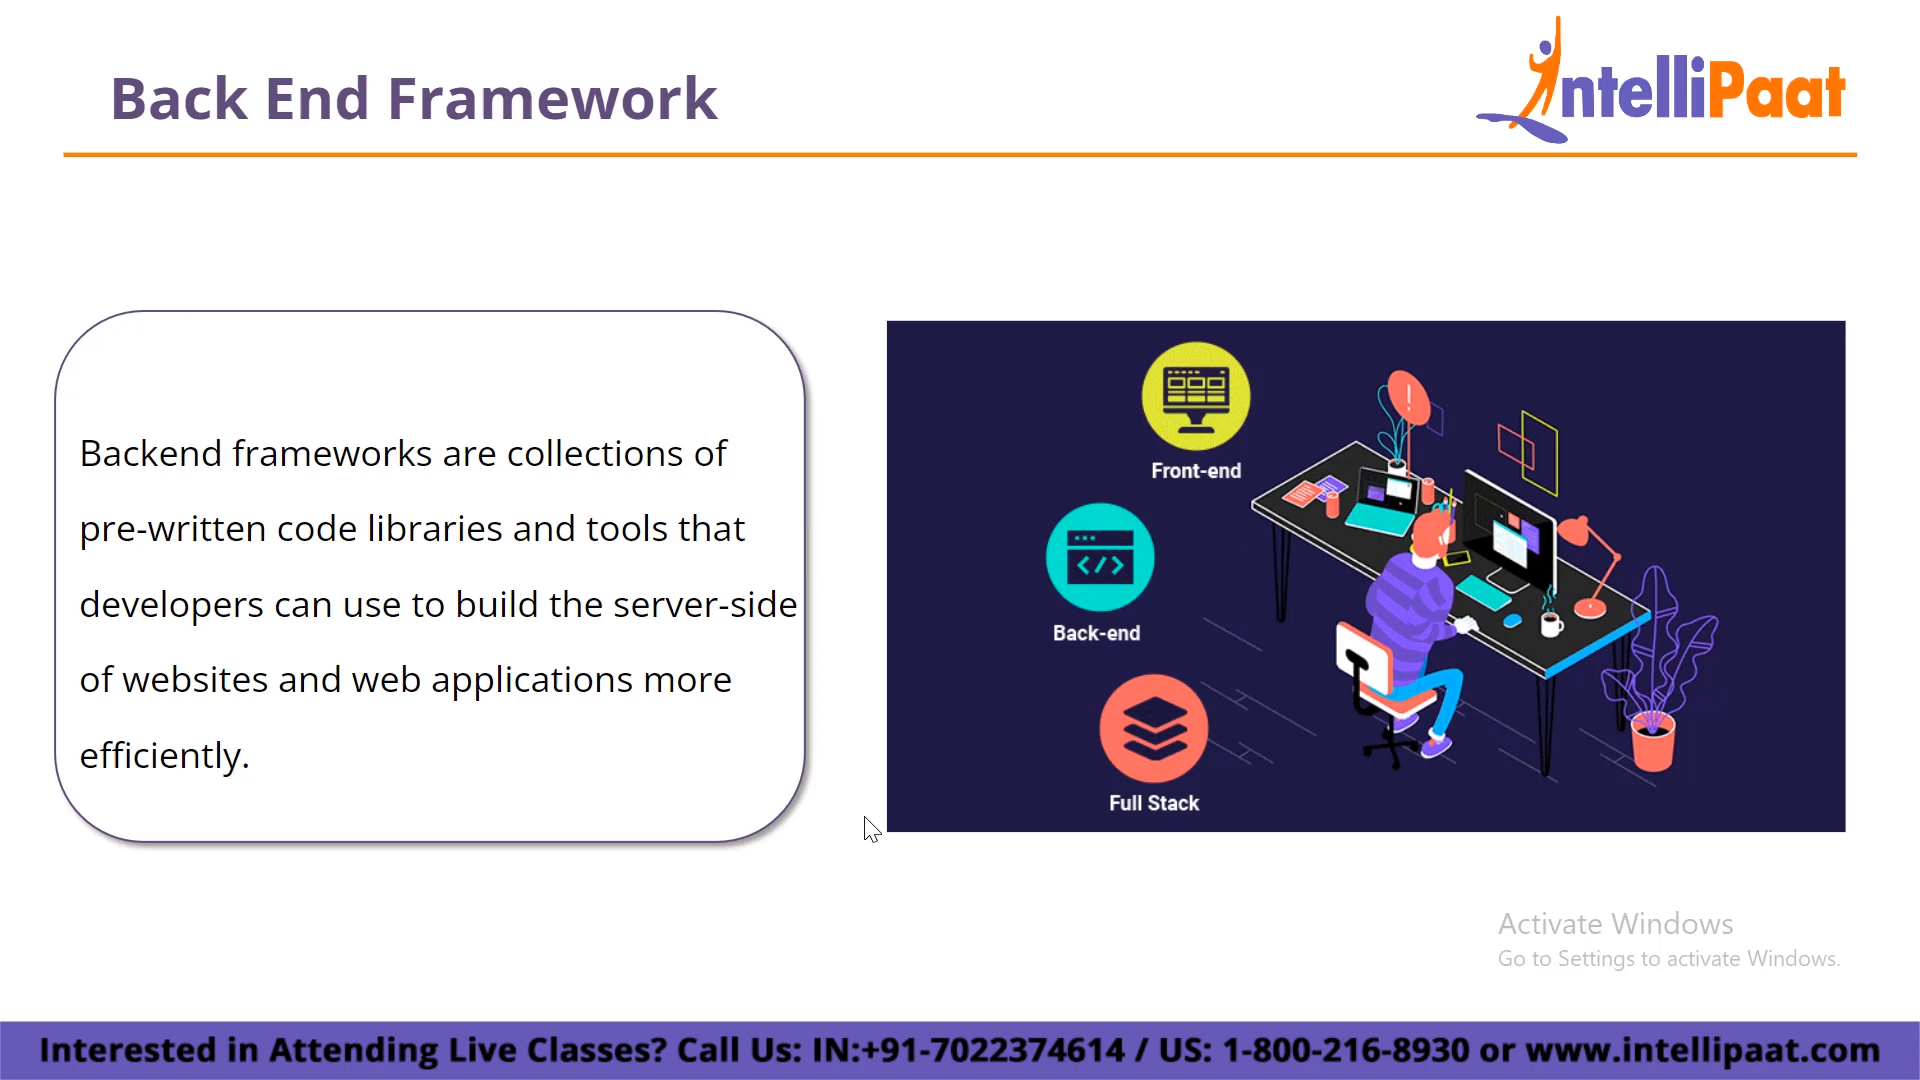 Back End Framework
IntelliPaat
Backend frameworks are collections of
pre-written code libraries and tools that
developers can use to build the server-side
of websites and web applications more
efficiently.
Front-end
Back-end
Full Stack
Activate Windows
Go to Settings to activate Windows.
Interested in Attending Live Classes? Call Us: IN:+91-7022374614 / US: 1-800-216-8930 or www.intellipaat.com